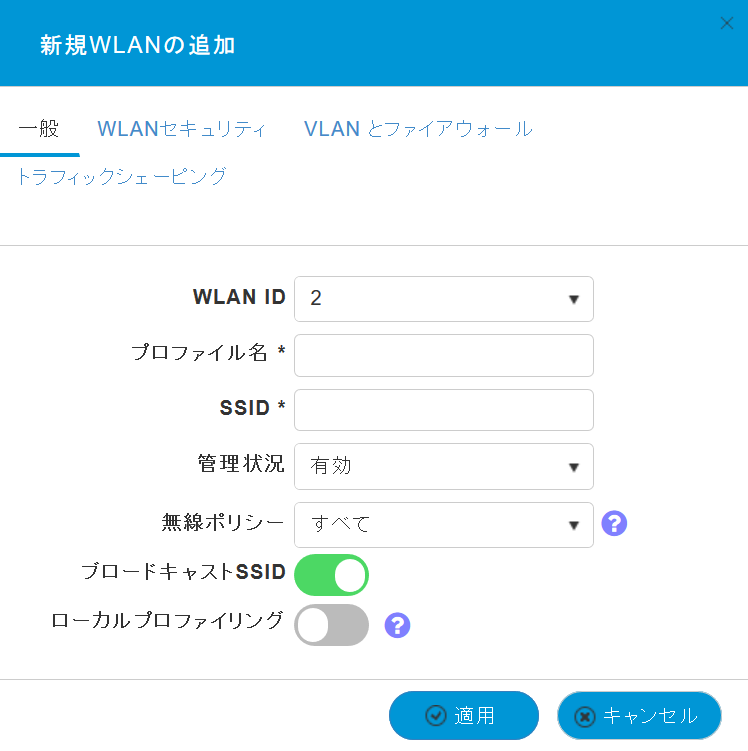 新規WLANの追加
一般 WLANセキュリティ VLAN とファイアウォール
トラフィックシェーピング
WLAN ID 2
プロファイル名 *
SSID *
管理状況 有効
無線ポリシー すべて ?
ブロードキャストSSID
ローカルプロファイリング ?
適用 キャンセル